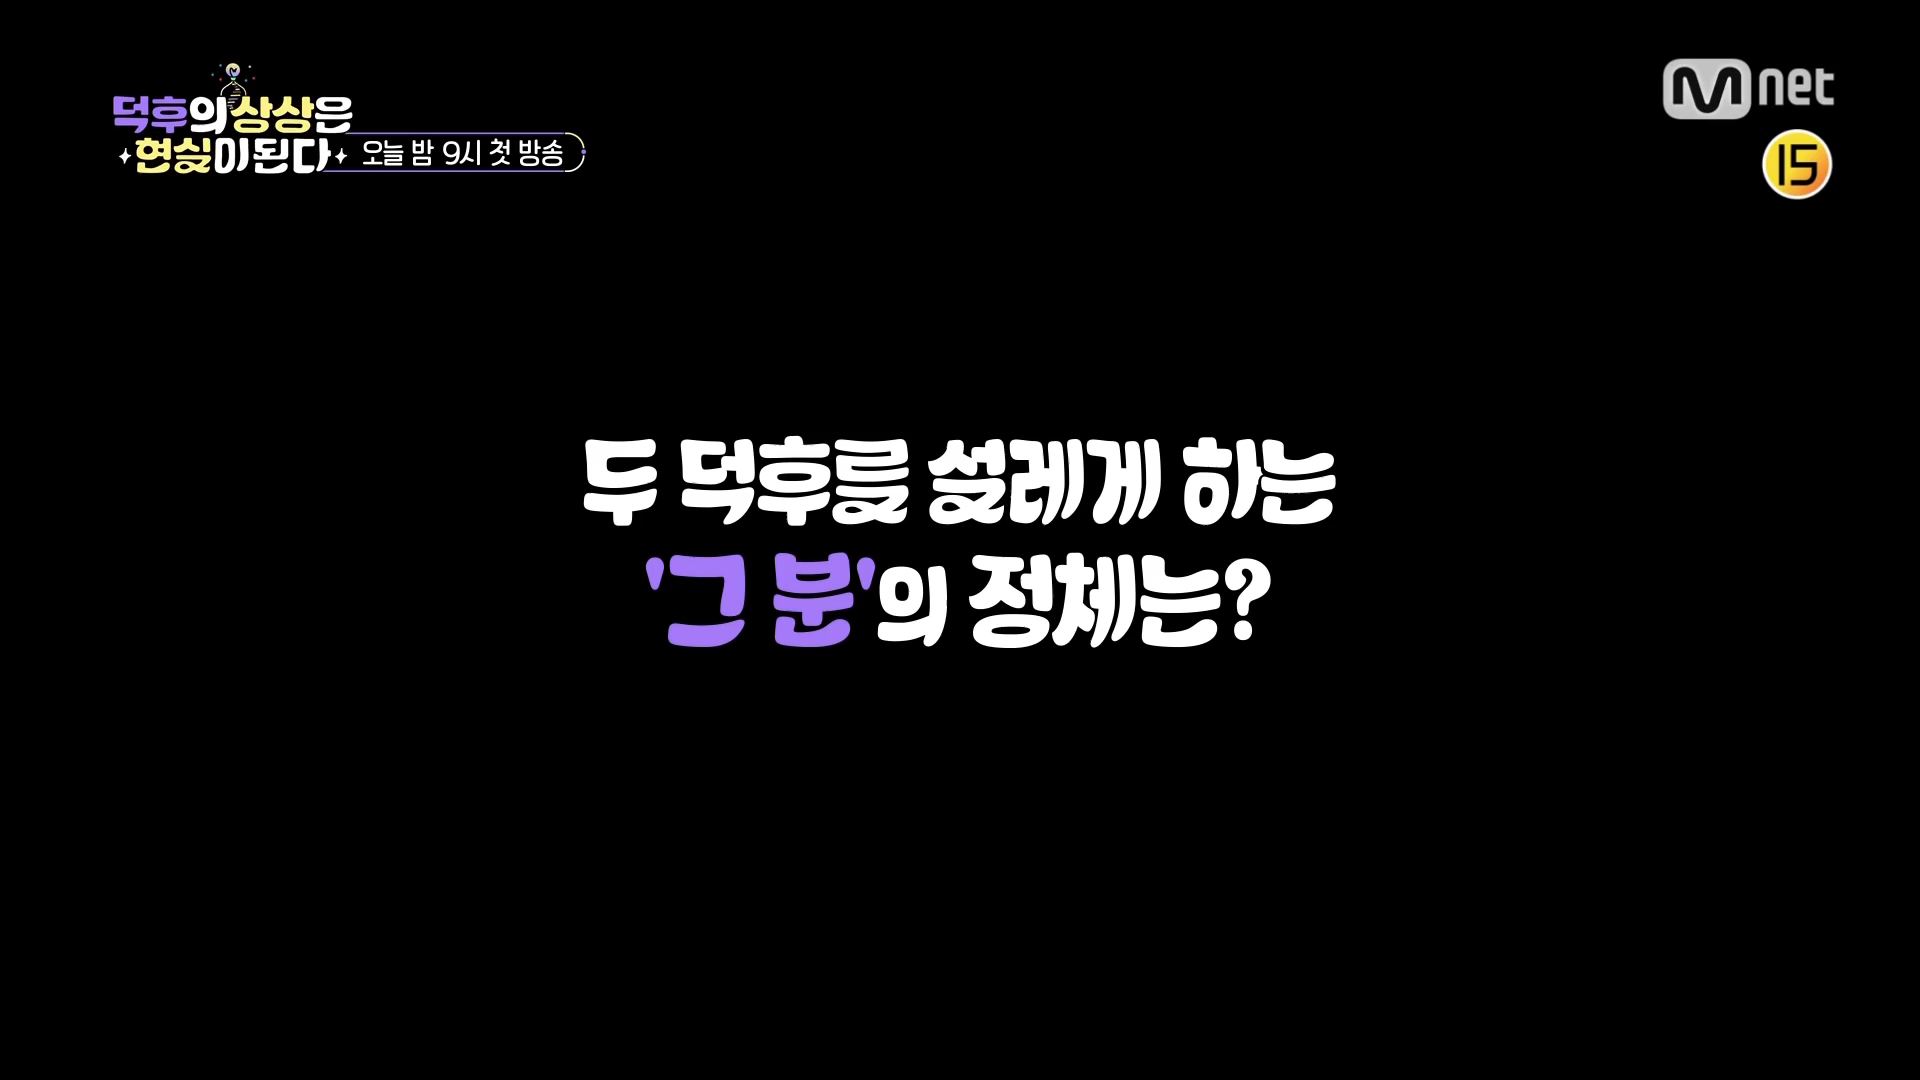 덕후의 상상은
현실이 된다
오늘 밤 9시 첫 방송
Mnet
15
두 덕후를 설레게 하는
'그 분'의 정체는?